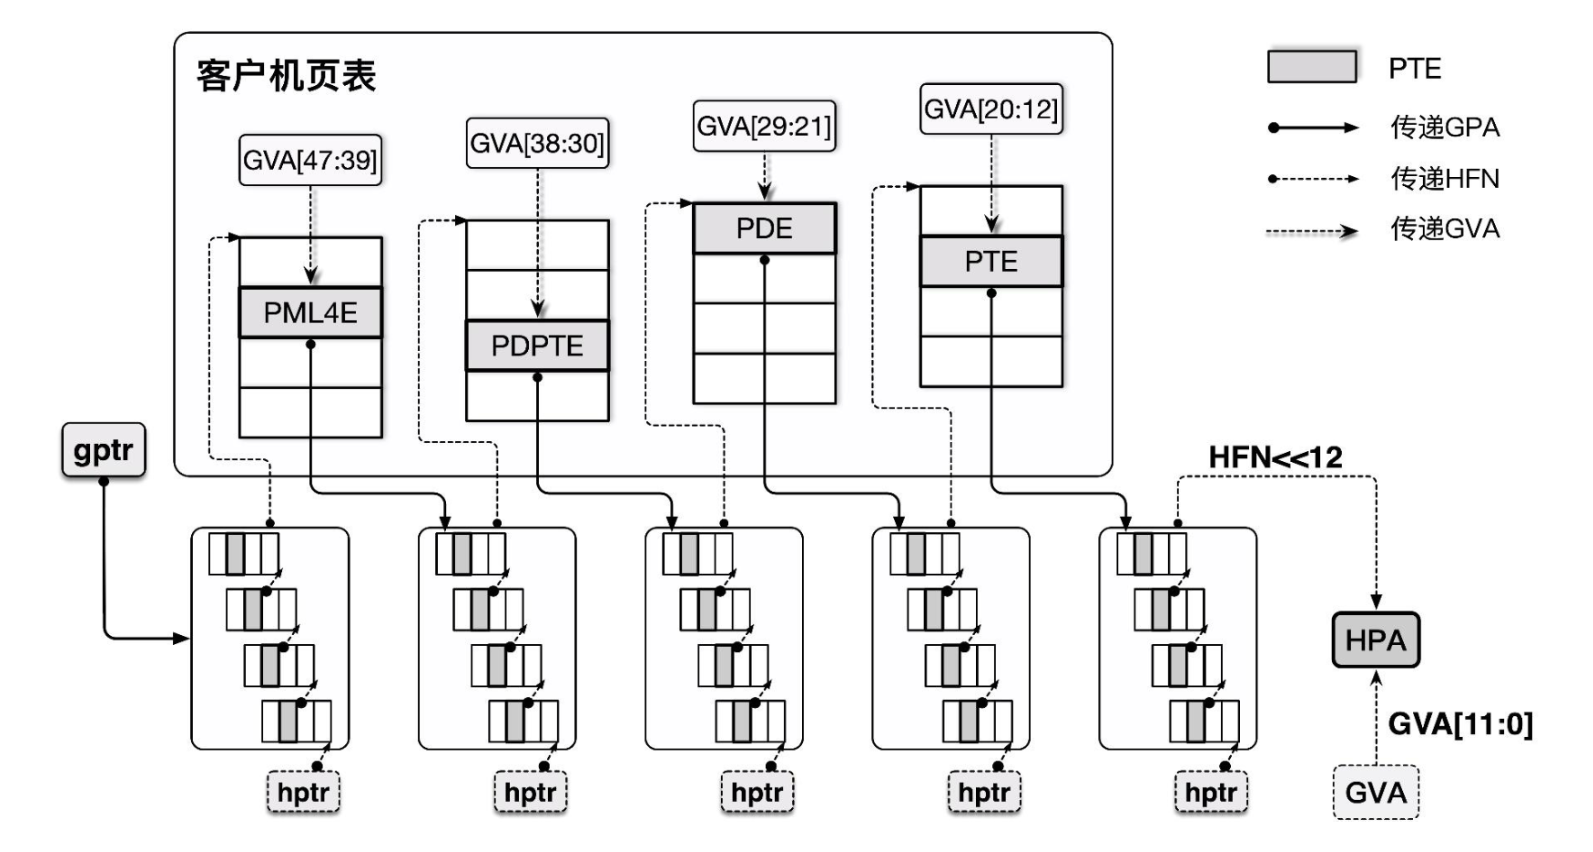 客户机页表
GVA[47:39]
GVA[38:30]
GVA[29:21]
GVA[20:12]
PML4E
PDPTE
PDE
PTE
PTE
传递GPA
传递HFN
传递GVA
gptr
HFN<<12
HPA
GVA[11:0]
GVA
hptr
hptr
hptr
hptr
hptr